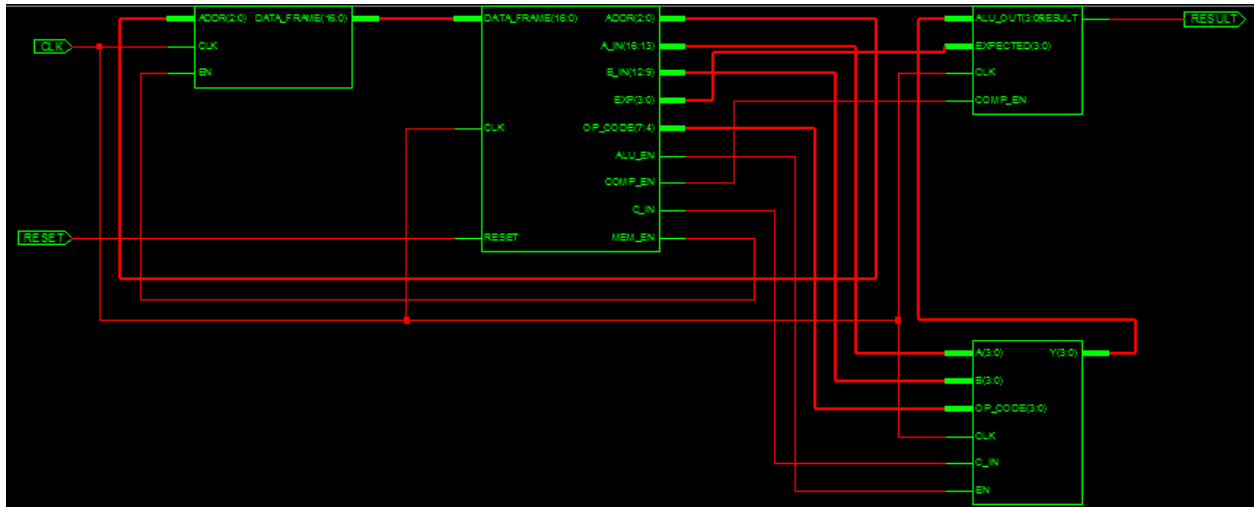 CLK
RESET
ADDR(2:0) DATA_FRAME(16:0)
CLK
EN
DATA_FRAME(16:0) ADDR(2:0)
A_IN(16:13)
B_IN(12:9)
EXP(3:0)
CLK OP_CODE(7:4)
ALU_EN
COMP_EN
C_IN
RESET MEM_EN
ALU_OUT(3:0) RESULT
EXPECTED(3:0)
CLK
COMP_EN
RESULT
A(3:0) Y(3:0)
B(3:0)
OP_CODE(3:0)
CLK
C_IN
EN